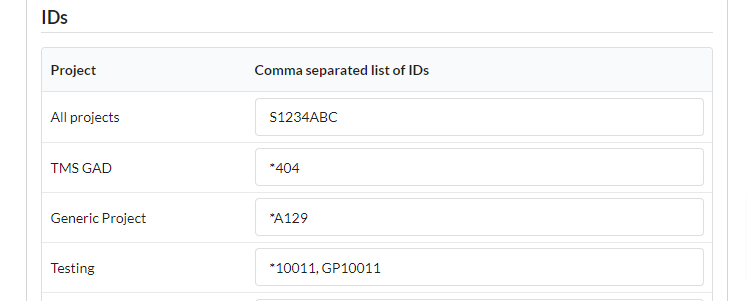 IDs
Project Comma separated list of IDs
All projects S1234ABC
TMS GAD *404
Generic Project *A129
Testing *10011, GP10011